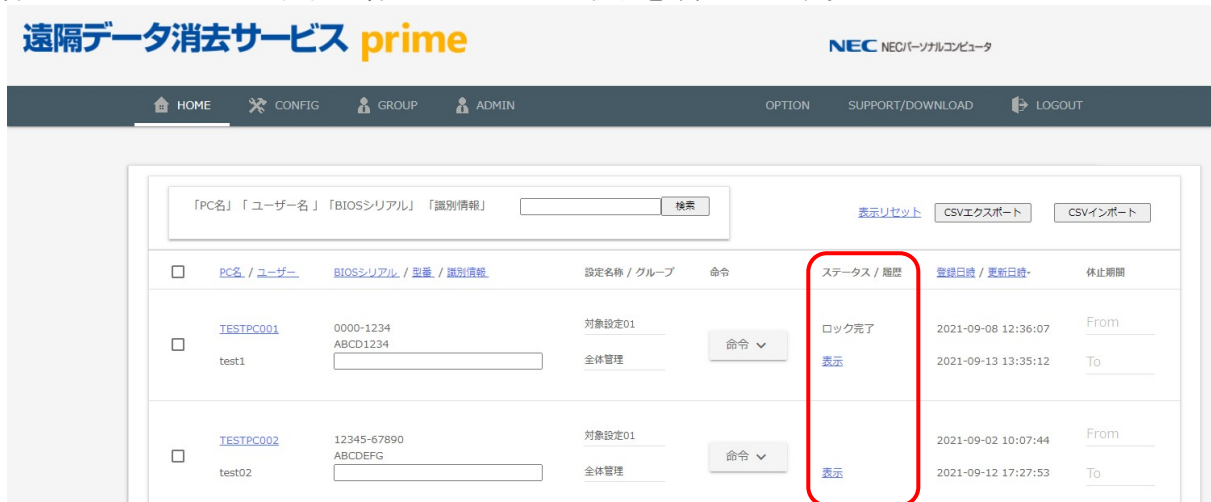 遠隔データ消去サービス prime
NEC NECパーソナルコンピュータ
HOME CONFIG GROUP ADMIN OPTION SUPPORT/DOWNLOAD LOGOUT
「PC名」「 ユーザー名 」「BIOSシリアル」 「識別情報」 検索 表示リセット CSVエクスポート CSVインポート
PC名 / ユーザー BIOSシリアル / 型番 / 識別情報 設定名称 / グループ 命令 ステータス / 履歴 登録日時 / 更新日時- 休止期間
TESTPC001 0000-1234 対象設定01 ロック完了 2021-09-08 12:36:07 From
ABCD1234 命令
test1 全体管理 表示 2021-09-13 13:35:12 To
TESTPC002 12345-67890 対象設定01 2021-09-02 10:07:44 From
ABCDEFG 命令
test02 全体管理 表示 2021-09-12 17:27:53 To